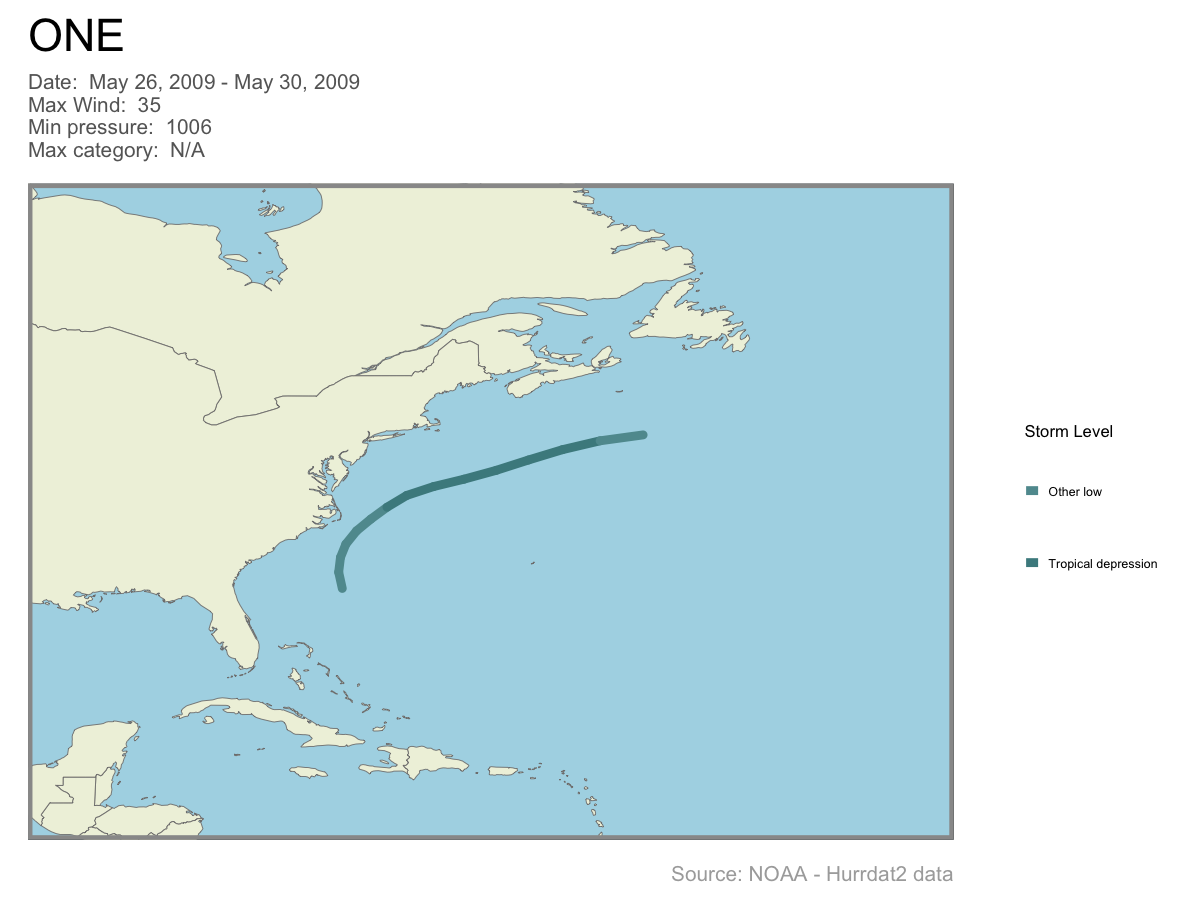 ONE
Date:  May 26, 2009 - May 30, 2009
Max Wind:  35
Min pressure:  1006
Max category:  N/A
Storm Level
Other low
Tropical depression
Source: NOAA - Hurrdat2 data